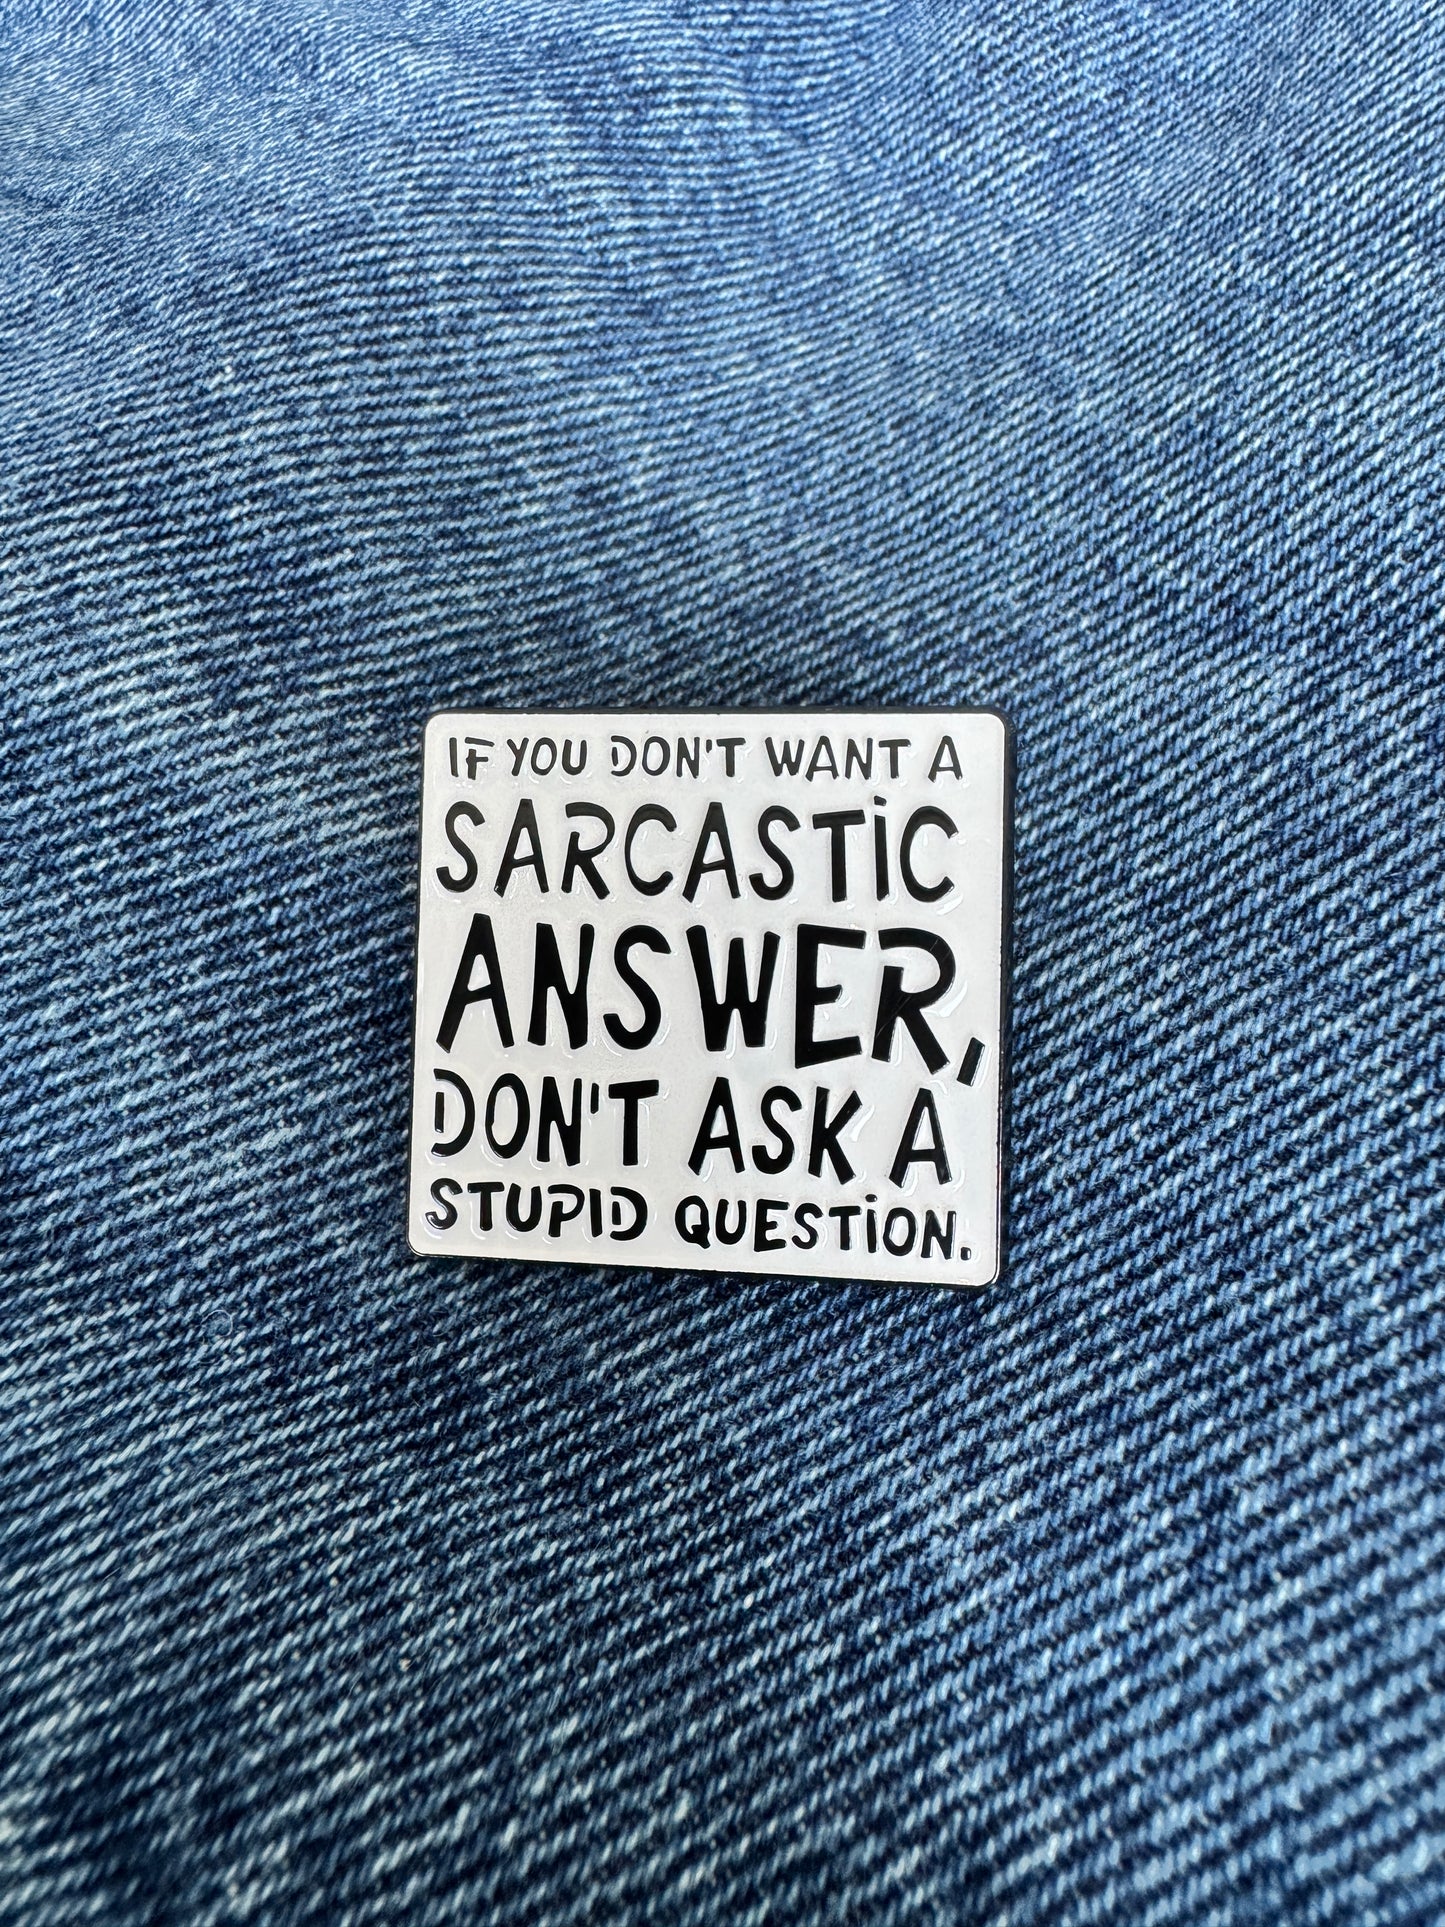 IF YOU DON'T WANT A
SARCASTiC
ANSWER,
DON'T ASK A
STUPID QUESTiON.